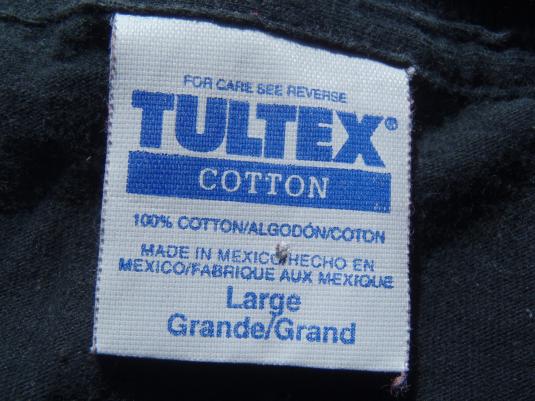 FOR CARE SEE REVERSE
TULTEX®
COTTON
100% COTTON/ALGODÓN/COTON
MADE IN MEXICO/HECHO EN
MEXICO/FABRIQUE AUX MEXIQUE
Large
Grande/Grand